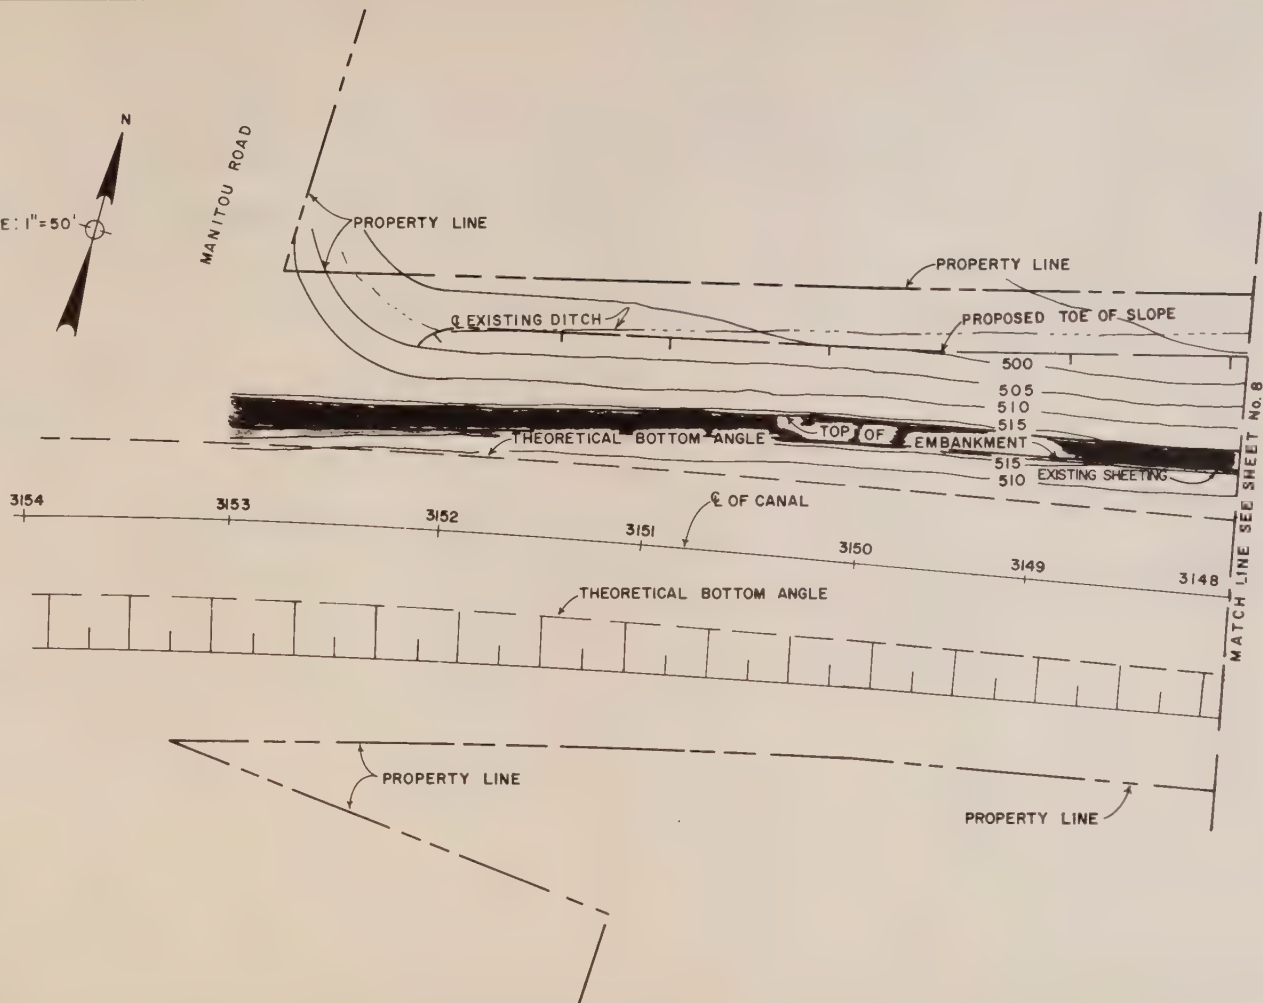 N
E: 1"=50'
MANITOU ROAD
PROPERTY LINE
PROPERTY LINE
℄ EXISTING DITCH
PROPOSED TOE OF SLOPE
500
505
510
515
THEORETICAL BOTTOM ANGLE
TOP OF EMBANKMENT
515
510
EXISTING SHEETING
℄ OF CANAL
3154
3153
3152
3151
3150
3149
3148
THEORETICAL BOTTOM ANGLE
MATCH LINE SEE SHEET No. 8
PROPERTY LINE
PROPERTY LINE